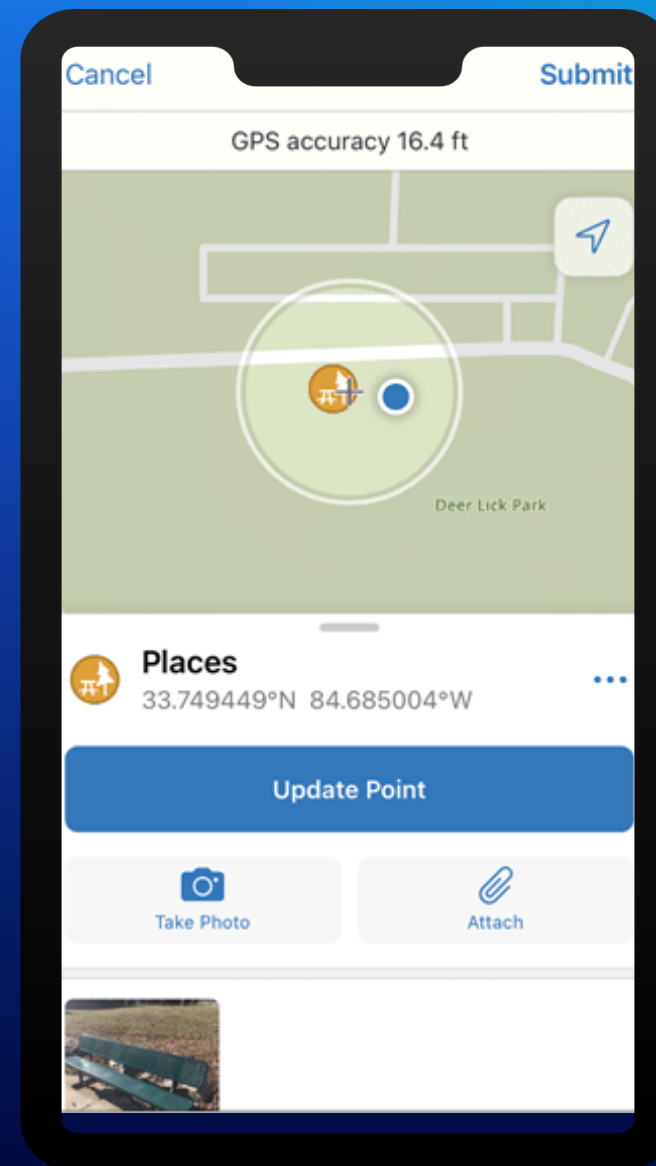 Cancel
Submit
GPS accuracy 16.4 ft
Deer Lick Park
Places
33.749449°N 84.685004°W
Update Point
Take Photo
Attach